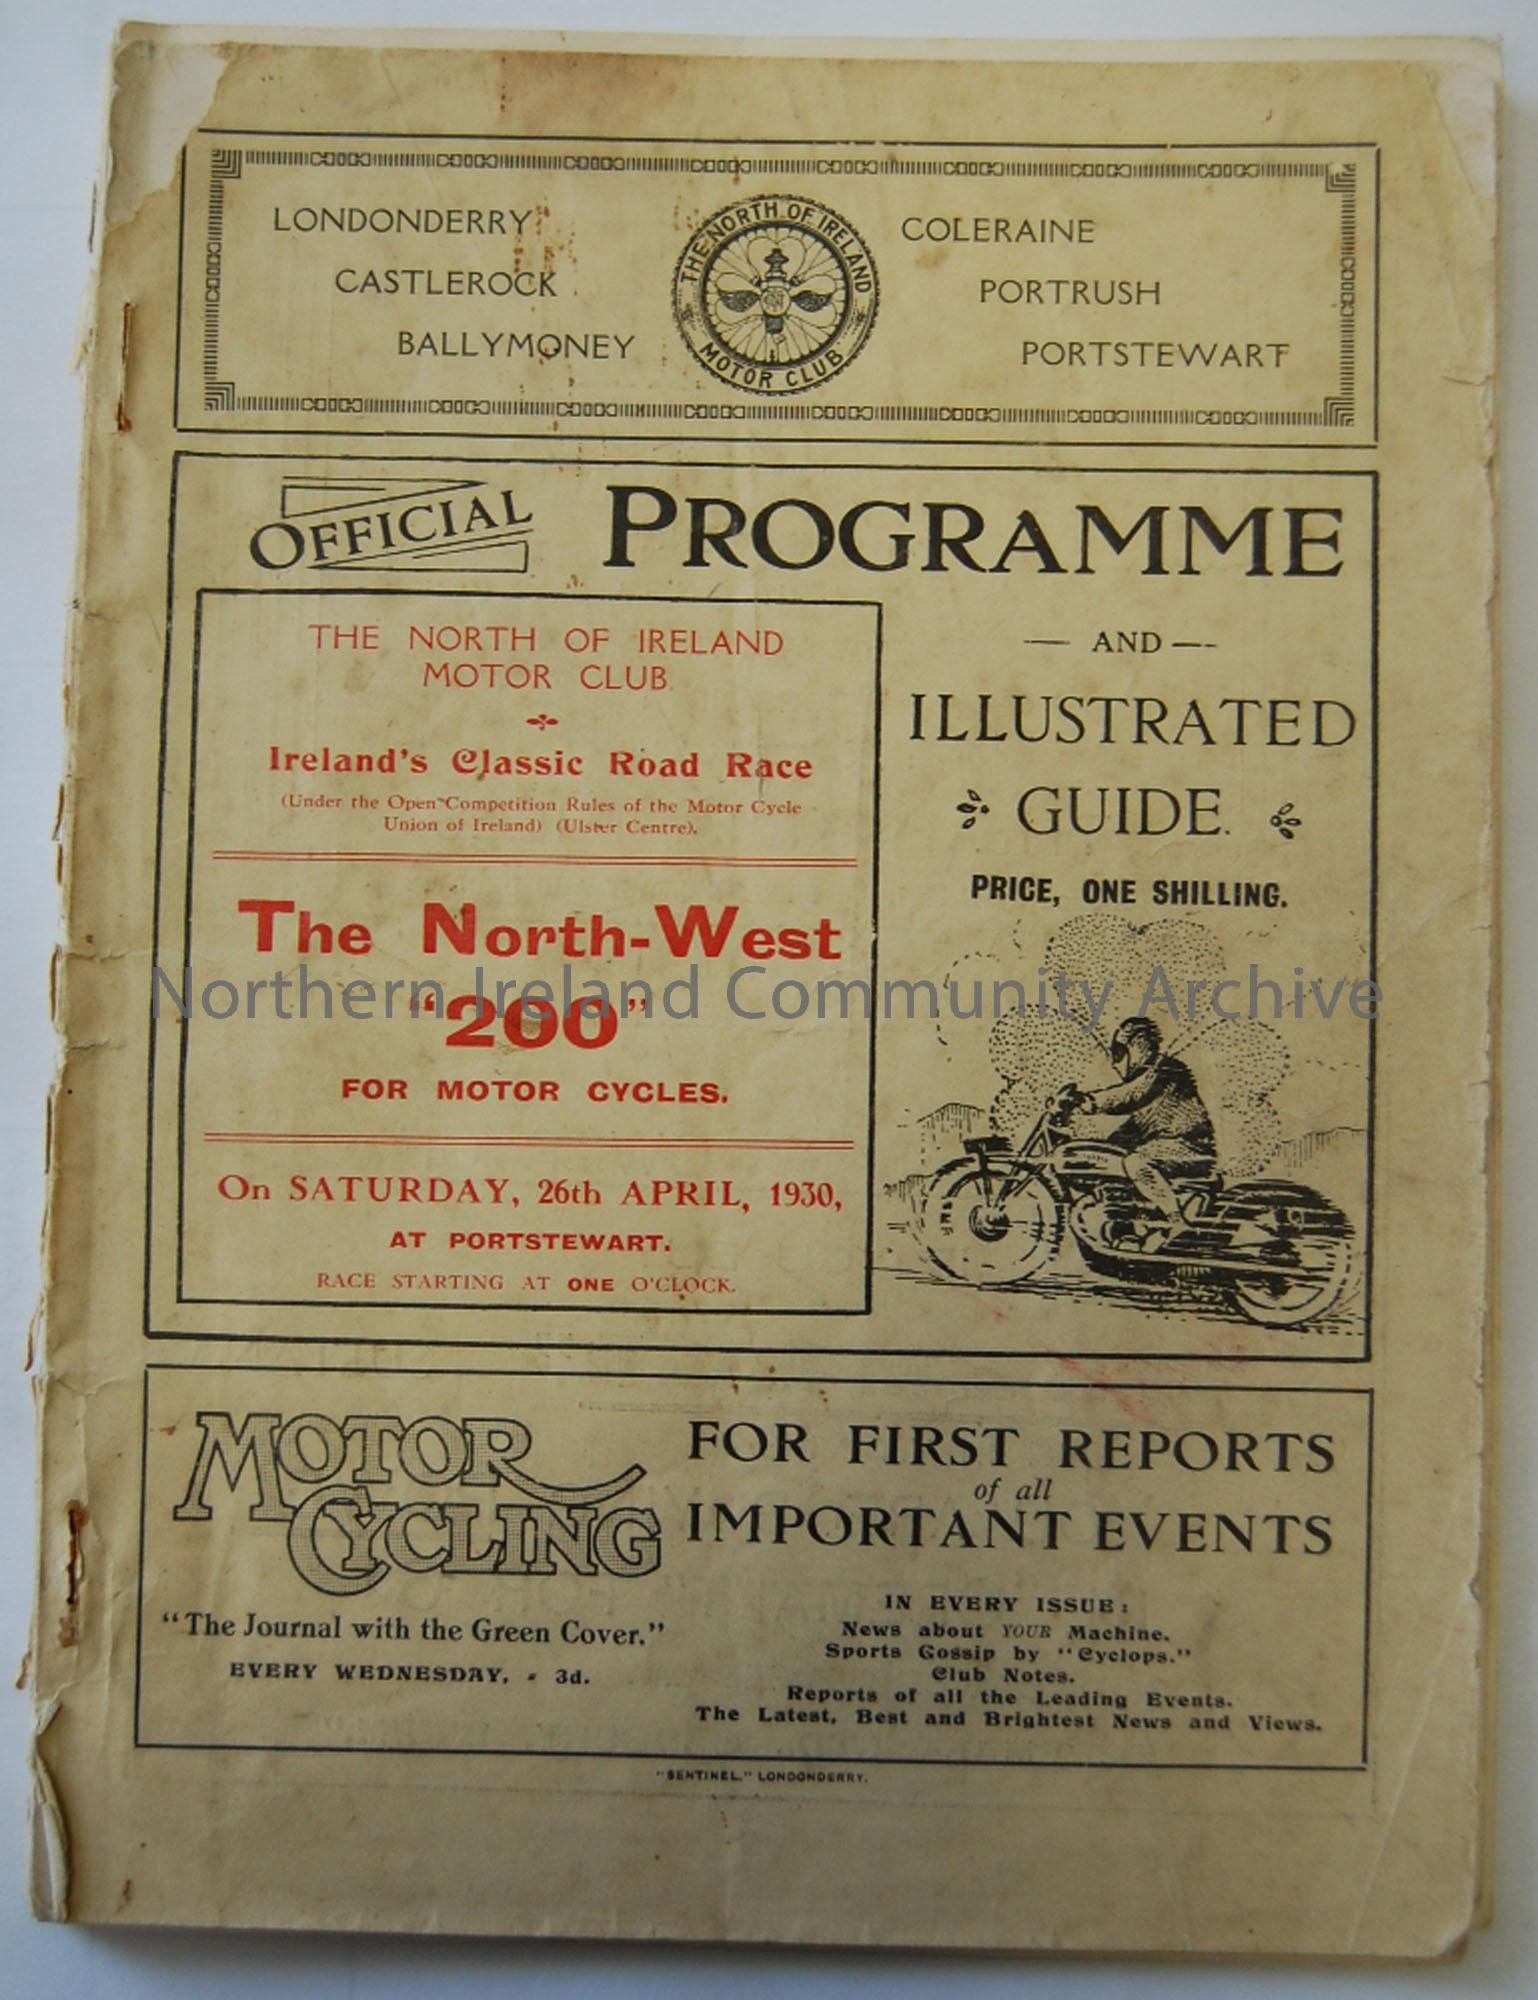 LONDONDERRY
CASTLEROCK
BALLYMONEY
THE NORTH OF IRELAND
MOTOR CLUB
COLERAINE
PORTRUSH
PORTSTEWART
OFFICIAL PROGRAMME
— AND —
ILLUSTRATED
GUIDE.
PRICE, ONE SHILLING.
THE NORTH OF IRELAND
MOTOR CLUB
Ireland's Classic Road Race
(Under the Open Competition Rules of the Motor Cycle
Union of Ireland) (Ulster Centre).
The North-West
"200"
FOR MOTOR CYCLES.
On SATURDAY, 26th APRIL, 1930,
AT PORTSTEWART.
RACE STARTING AT ONE O'CLOCK.
Northern Ireland Community Archive
MOTOR
CYCLING
"The Journal with the Green Cover."
EVERY WEDNESDAY, - 3d.
FOR FIRST REPORTS
of all
IMPORTANT EVENTS
IN EVERY ISSUE:
News about YOUR Machine.
Sports Gossip by "Cyclops."
Club Notes.
Reports of all the Leading Events.
The Latest, Best and Brightest News and Views.
"SENTINEL," LONDONDERRY.